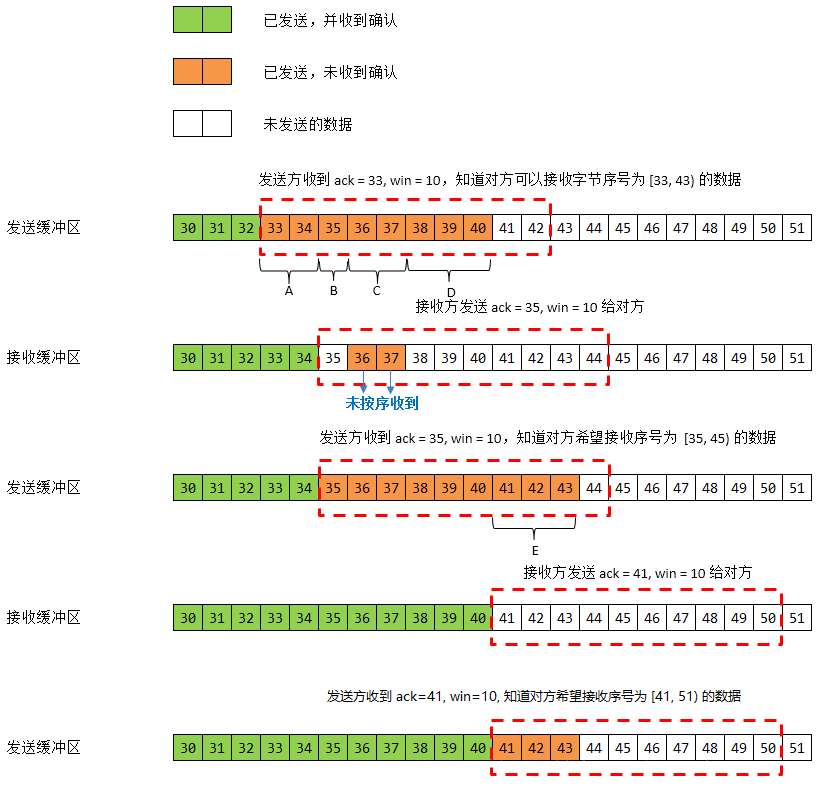 已发送，并收到确认
已发送，未收到确认
未发送的数据
发送方收到 ack = 33, win = 10，知道对方可以接收字节序号为 [33, 43) 的数据
发送缓冲区 30 31 32 33 34 35 36 37 38 39 40 41 42 43 44 45 46 47 48 49 50 51
A B C D
接收方发送 ack = 35, win = 10 给对方
接收缓冲区 30 31 32 33 34 35 36 37 38 39 40 41 42 43 44 45 46 47 48 49 50 51
未按序收到
发送方收到 ack = 35, win = 10，知道对方希望接收序号为 [35, 45) 的数据
发送缓冲区 30 31 32 33 34 35 36 37 38 39 40 41 42 43 44 45 46 47 48 49 50 51
E
接收方发送 ack = 41, win = 10 给对方
接收缓冲区 30 31 32 33 34 35 36 37 38 39 40 41 42 43 44 45 46 47 48 49 50 51
发送方收到 ack=41, win=10, 知道对方希望接收序号为 [41, 51) 的数据
发送缓冲区 30 31 32 33 34 35 36 37 38 39 40 41 42 43 44 45 46 47 48 49 50 51